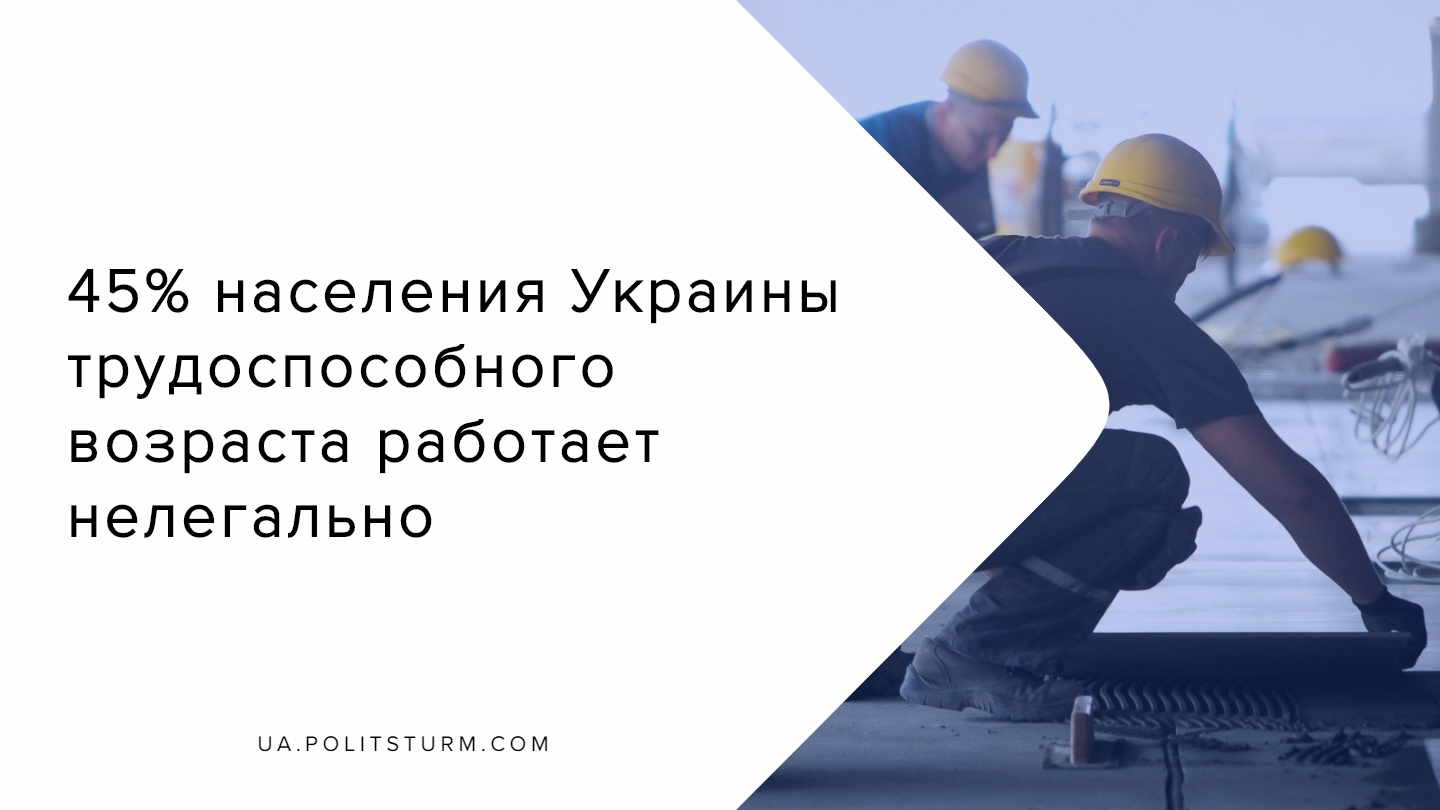 45% населения Украины
трудоспособного
возраста работает
нелегально
UA.POLITSTURM.COM